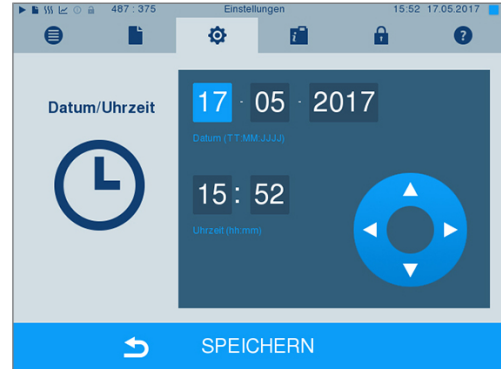 487 : 375 Einstellungen 15:52 17.05.2017
Datum/Uhrzeit
17 . 05 . 2017
Datum (TT.MM.JJJJ)
15 : 52
Uhrzeit (hh:mm)
SPEICHERN